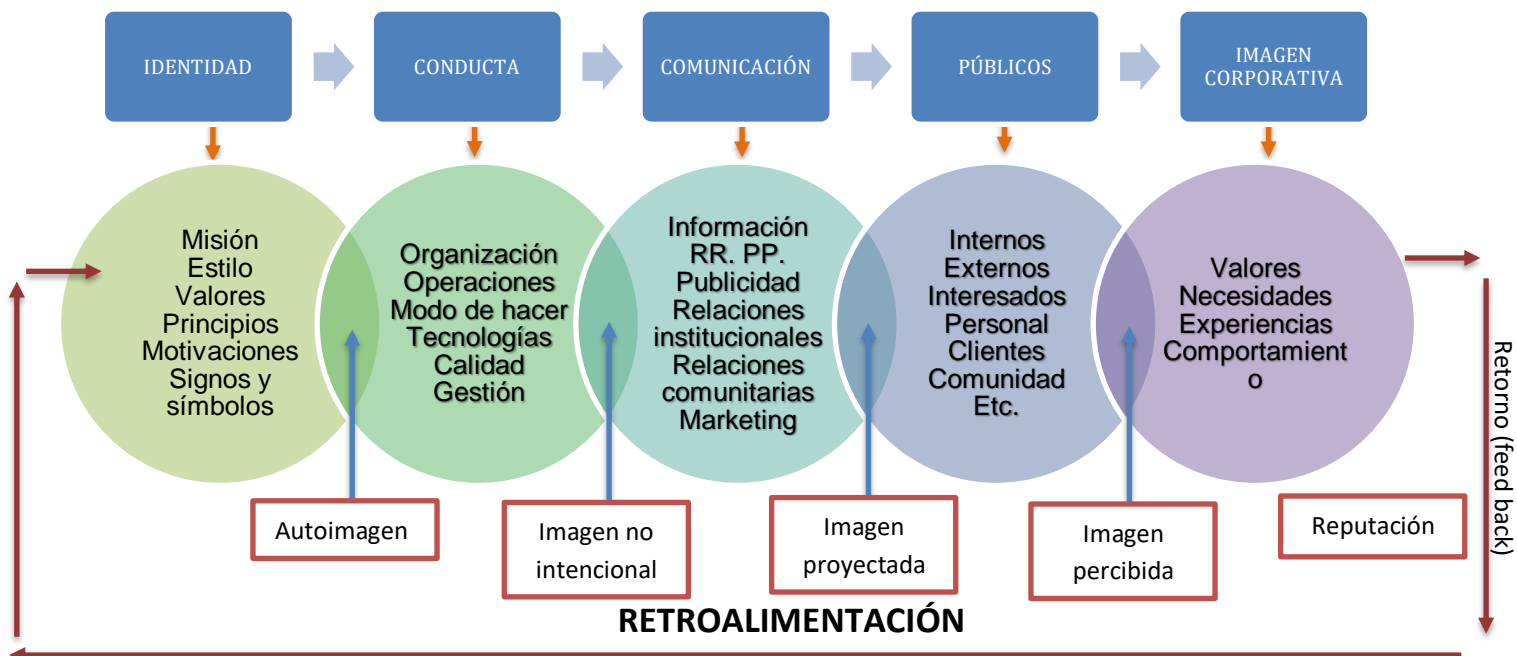 IDENTIDAD
CONDUCTA
COMUNICACIÓN
PÚBLICOS
IMAGEN
CORPORATIVA
Misión
Estilo
Valores
Principios
Motivaciones
Signos y
símbolos
Organización
Operaciones
Modo de hacer
Tecnologías
Calidad
Gestión
Información
RR. PP.
Publicidad
Relaciones
institucionales
Relaciones
comunitarias
Marketing
Internos
Externos
Interesados
Personal
Clientes
Comunidad
Etc.
Valores
Necesidades
Experiencias
Comportamient
o
Retorno (feed back)
Autoimagen
Imagen no
intencional
Imagen
proyectada
Imagen
percibida
Reputación
RETROALIMENTACIÓN